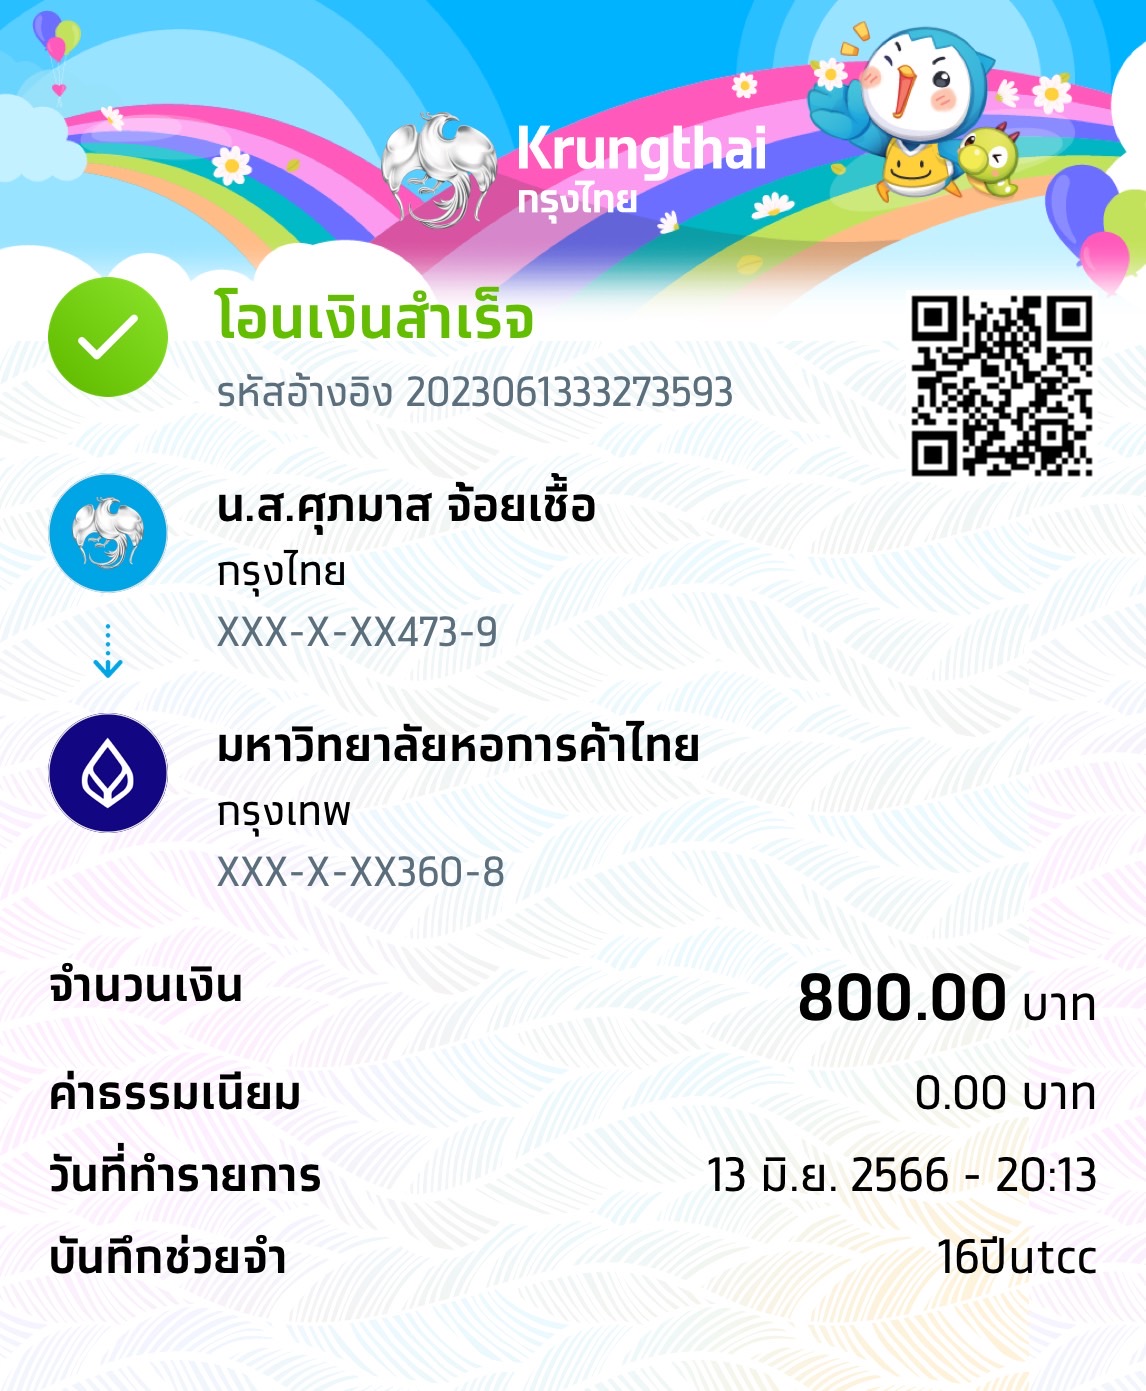 Krungthai
กรุงไทย
โอนเงินสำเร็จ
รหัสอ้างอิง 2023061333273593
น.ส.ศุภมาส จ้อยเชื้อ
กรุงไทย
XXX-X-XX473-9
มหาวิทยาลัยหอการค้าไทย
กรุงเทพ
XXX-X-XX360-8
จำนวนเงิน 800.00 บาท
ค่าธรรมเนียม 0.00 บาท
วันที่ทำรายการ 13 มิ.ย. 2566 - 20:13
บันทึกช่วยจำ 16ปีutcc